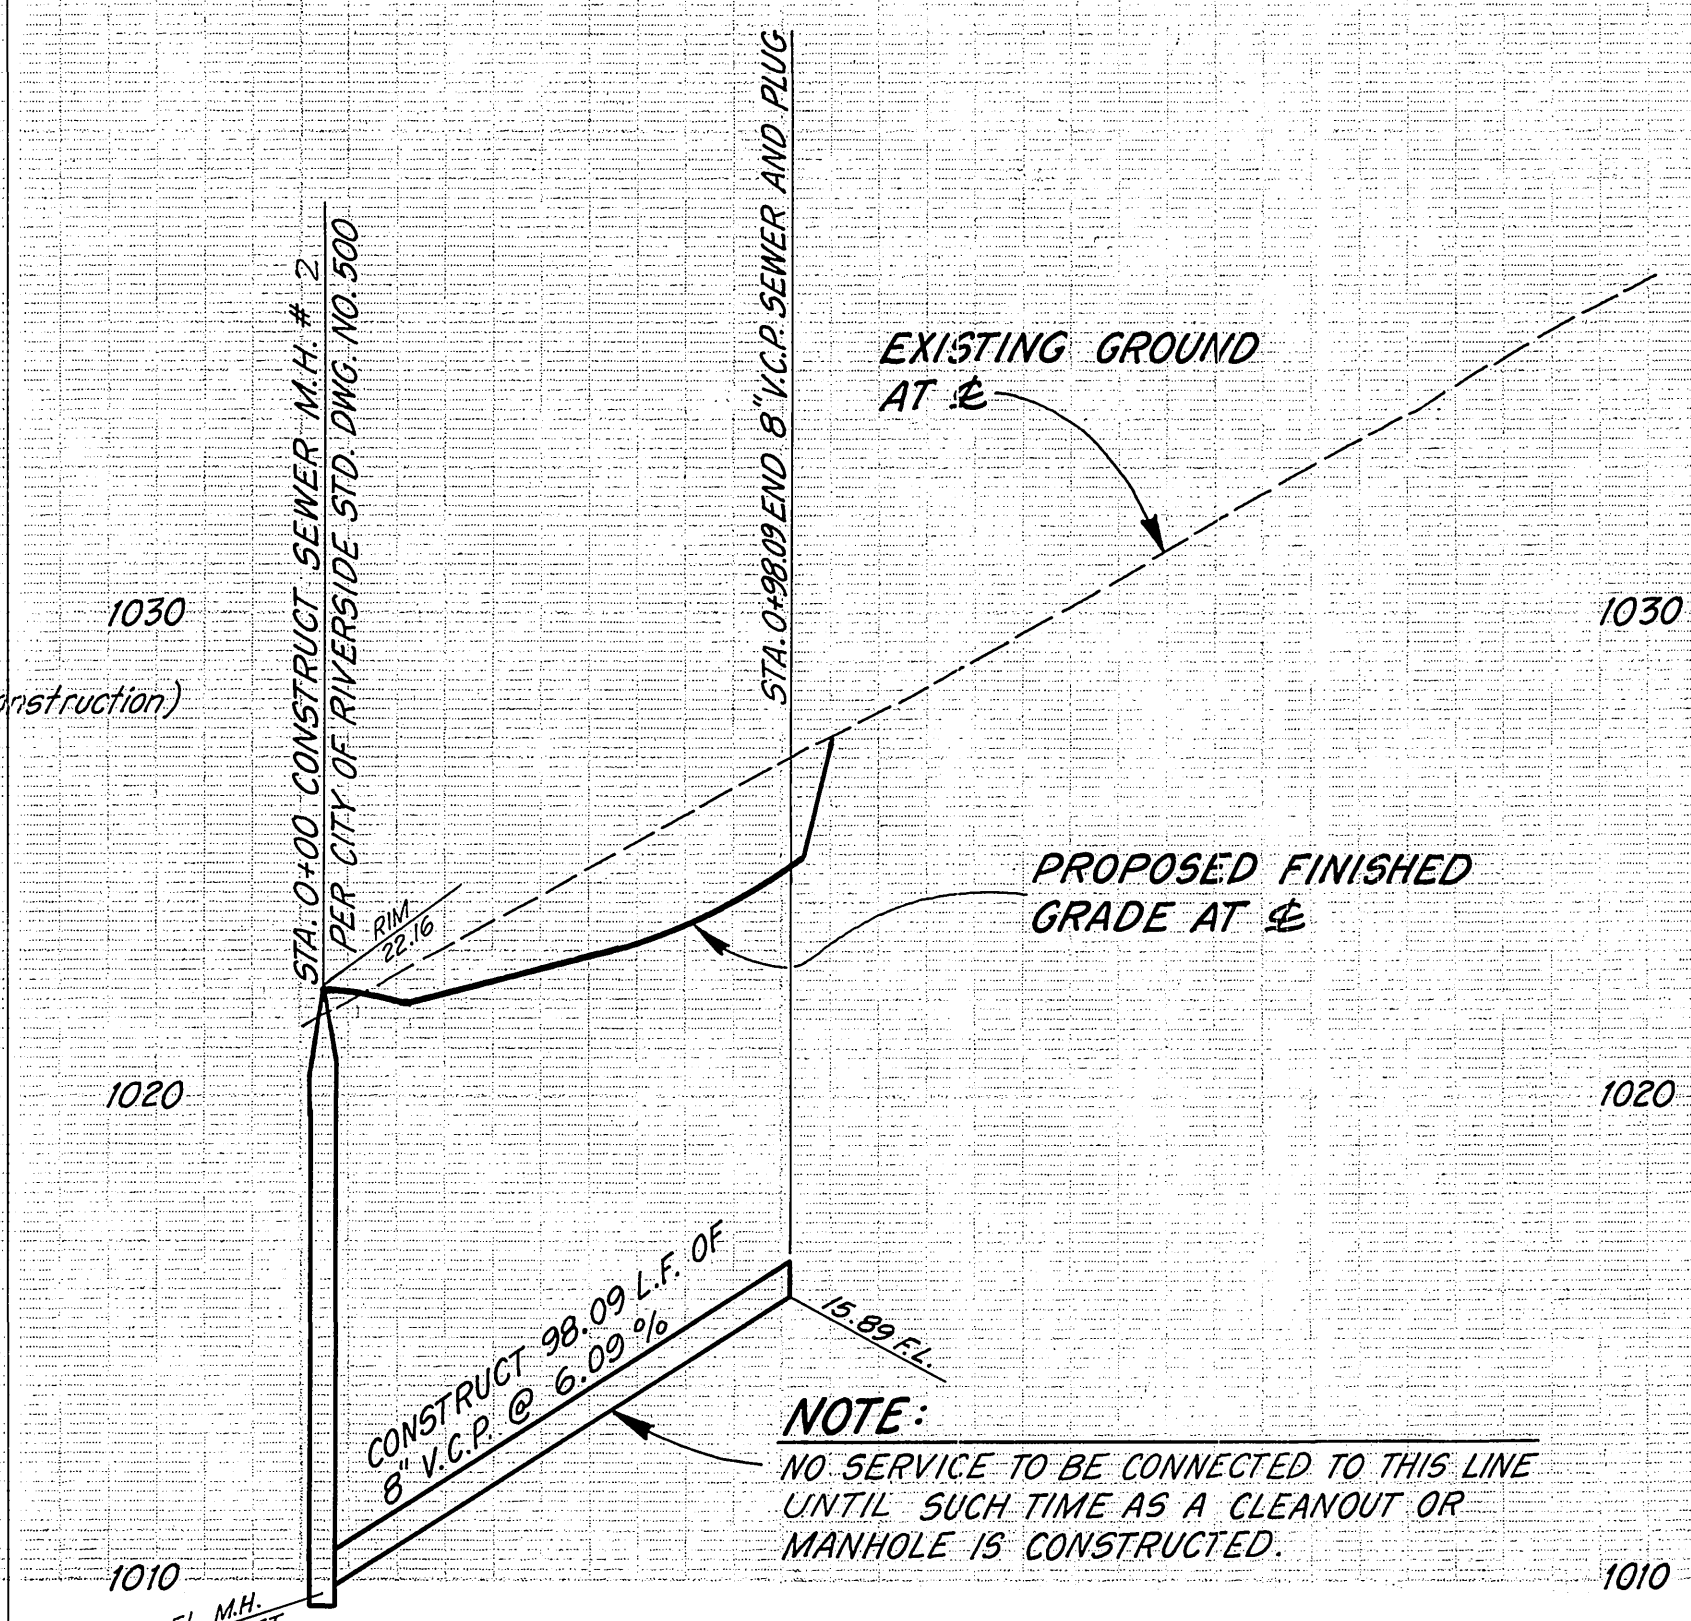 STA. 0+00 CONSTRUCT SEWER M.H. # 2
PER CITY OF RIVERSIDE STD. DWG. NO. 500
STA. 0+98.09 END 8" V.C.P. SEWER AND PLUG
EXISTING GROUND
AT ℄
1030
1030
onstruction)
RIM
22.16
PROPOSED FINISHED
GRADE AT ℄
1020
1020
CONSTRUCT 98.09 L.F. OF
8" V.C.P. @ 6.09 %
15.89 F.L.
NOTE:
NO SERVICE TO BE CONNECTED TO THIS LINE
UNTIL SUCH TIME AS A CLEANOUT OR
MANHOLE IS CONSTRUCTED.
1010
1010
M.H.